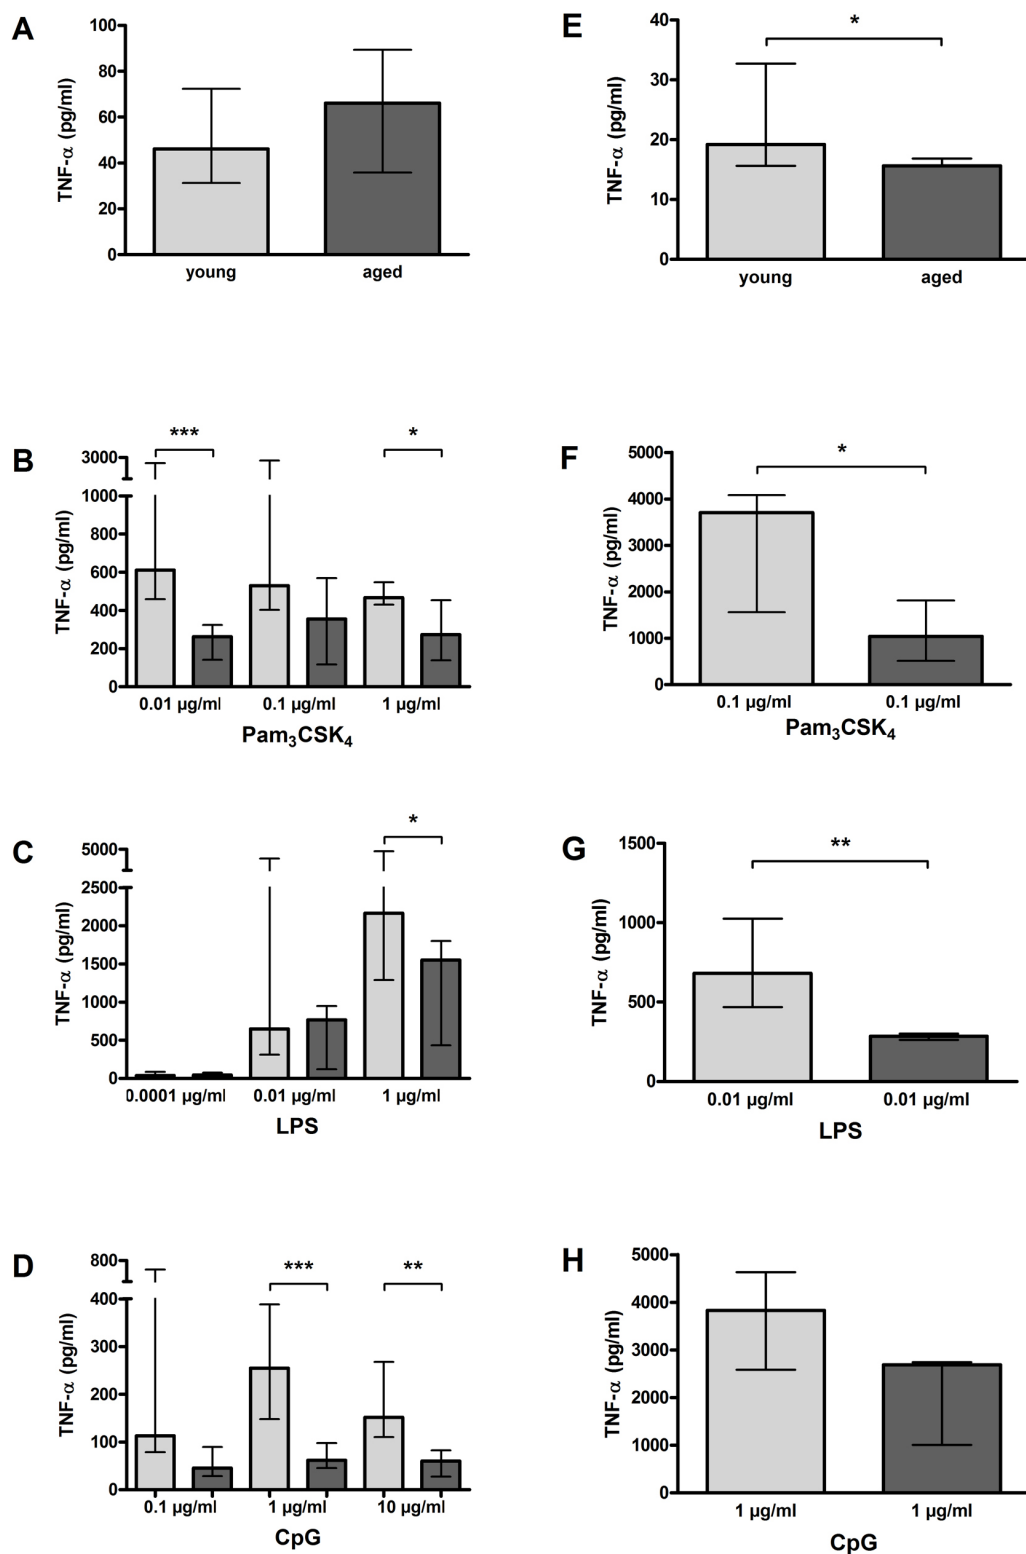 A
TNF-α (pg/ml)
100
80
60
40
20
0
young aged
E
TNF-α (pg/ml)
40
30
20
10
0
*
young aged
B
TNF-α (pg/ml)
3000
1000
800
600
400
200
0
*** *
0.01 µg/ml 0.1 µg/ml 1 µg/ml
Pam₃CSK₄
F
TNF-α (pg/ml)
5000
4000
3000
2000
1000
0
*
0.1 µg/ml 0.1 µg/ml
Pam₃CSK₄
C
TNF-α (pg/ml)
5000
2500
2000
1500
1000
500
0
*
0.0001 µg/ml 0.01 µg/ml 1 µg/ml
LPS
G
TNF-α (pg/ml)
1500
1000
500
0
**
0.01 µg/ml 0.01 µg/ml
LPS
D
TNF-α (pg/ml)
800
400
300
200
100
0
*** **
0.1 µg/ml 1 µg/ml 10 µg/ml
CpG
H
TNF-α (pg/ml)
5000
4000
3000
2000
1000
0
1 µg/ml 1 µg/ml
CpG